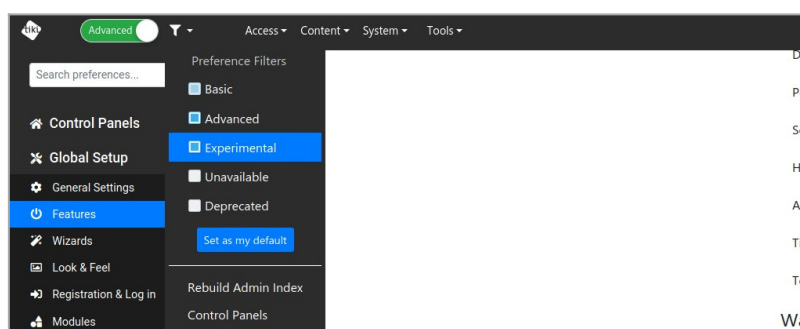 tiki Advanced Access Content System Tools
Search preferences...
Control Panels
Global Setup
General Settings
Features
Wizards
Look & Feel
Registration & Log in
Modules
Preference Filters
Basic
Advanced
Experimental
Unavailable
Deprecated
Set as my default
Rebuild Admin Index
Control Panels